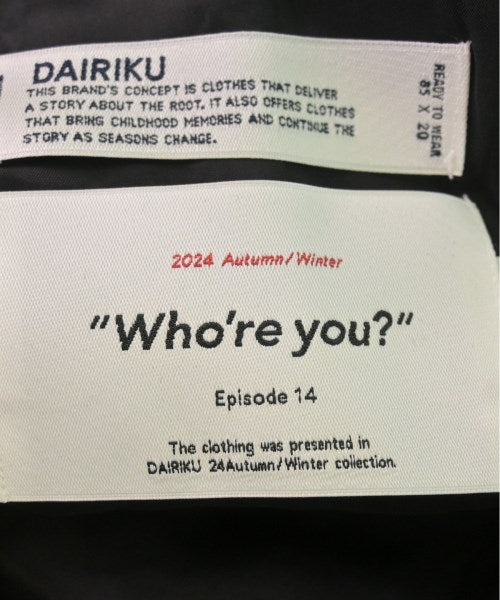 DAIRIKU
THIS BRAND'S CONCEPT IS CLOTHES THAT DELIVER
A STORY ABOUT THE ROOT. IT ALSO OFFERS CLOTHES
THAT BRING CHILDHOOD MEMORIES AND CONTINUE THE
STORY AS SEASONS CHANGE.
READY TO WEAR
85 X 20
2024 Autumn/Winter
"Who're you?"
Episode 14
The clothing was presented in
DAIRIKU 24Autumn/Winter collection.